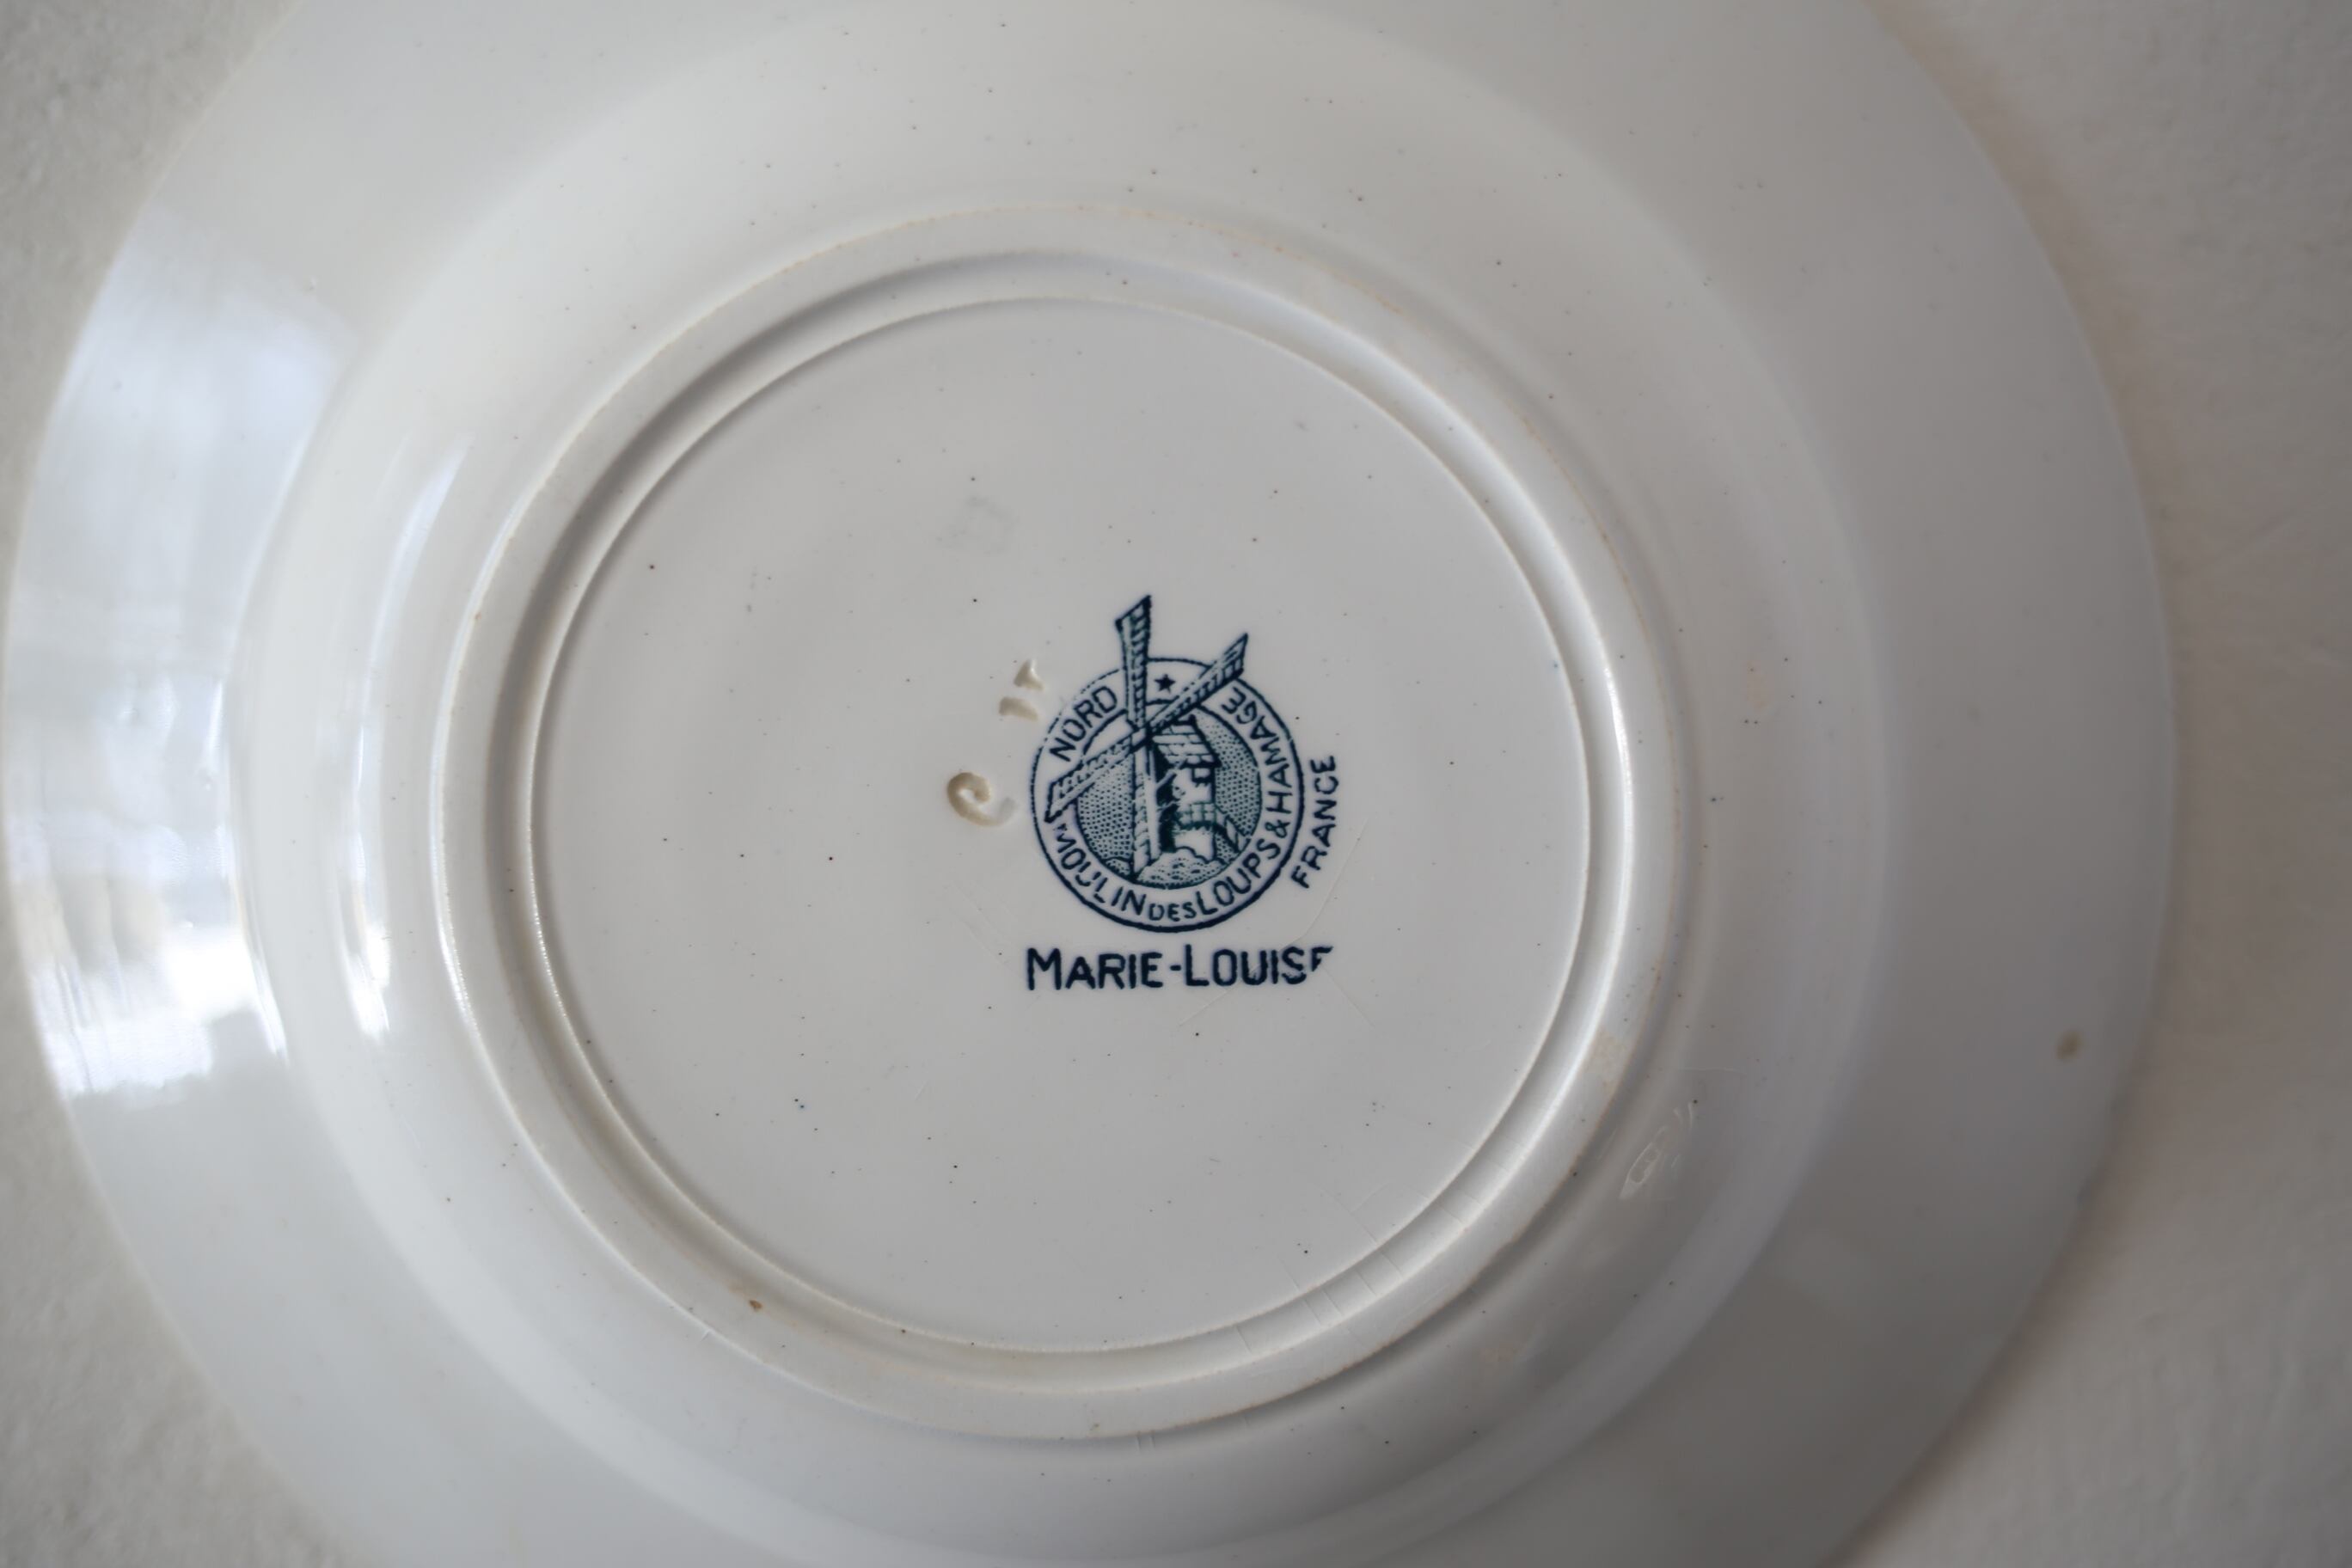 NORD
MOULIN DES LOUPS & HAMAGE
FRANCE
MARIE-LOUISE